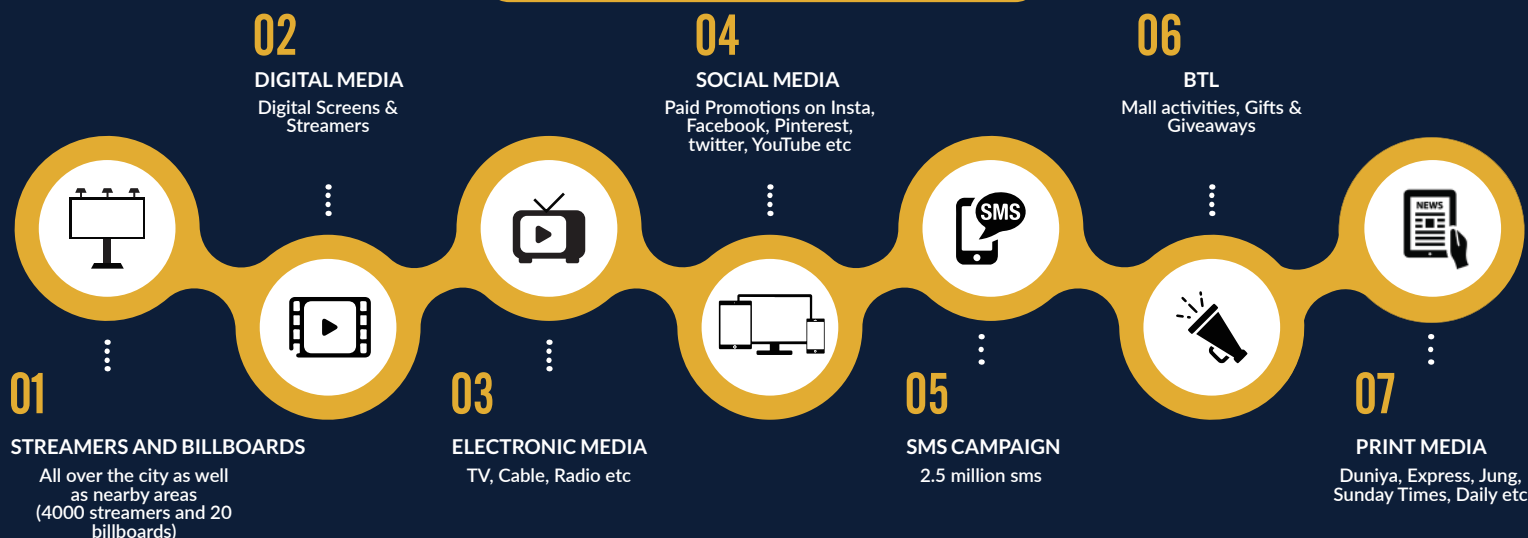 01
STREAMERS AND BILLBOARDS
All over the city as well
as nearby areas
(4000 streamers and 20
billboards)
02
DIGITAL MEDIA
Digital Screens &
Streamers
03
ELECTRONIC MEDIA
TV, Cable, Radio etc
04
SOCIAL MEDIA
Paid Promotions on Insta,
Facebook, Pinterest,
twitter, YouTube etc
05
SMS
SMS CAMPAIGN
2.5 million sms
06
BTL
Mall activities, Gifts &
Giveaways
07
NEWS
PRINT MEDIA
Duniya, Express, Jung,
Sunday Times, Daily etc